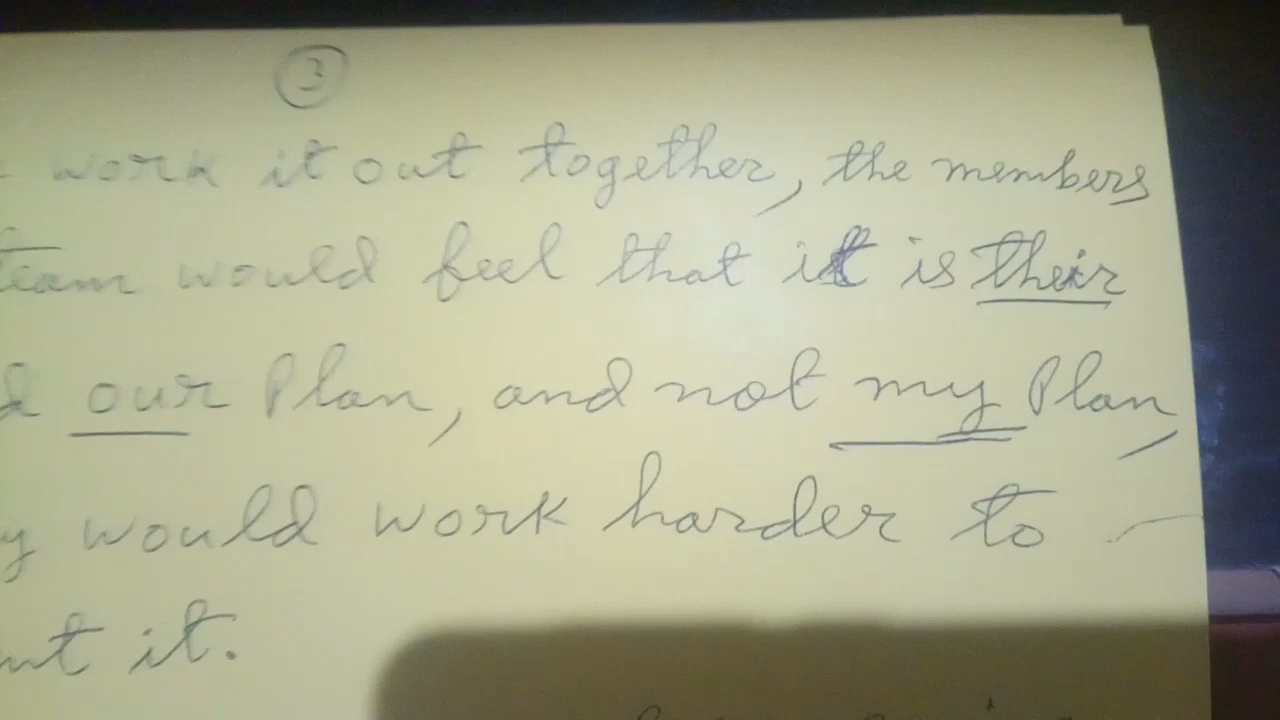 3
work it out together, the members
team would feel that it is their
our Plan, and not my Plan,
would work harder to
it.